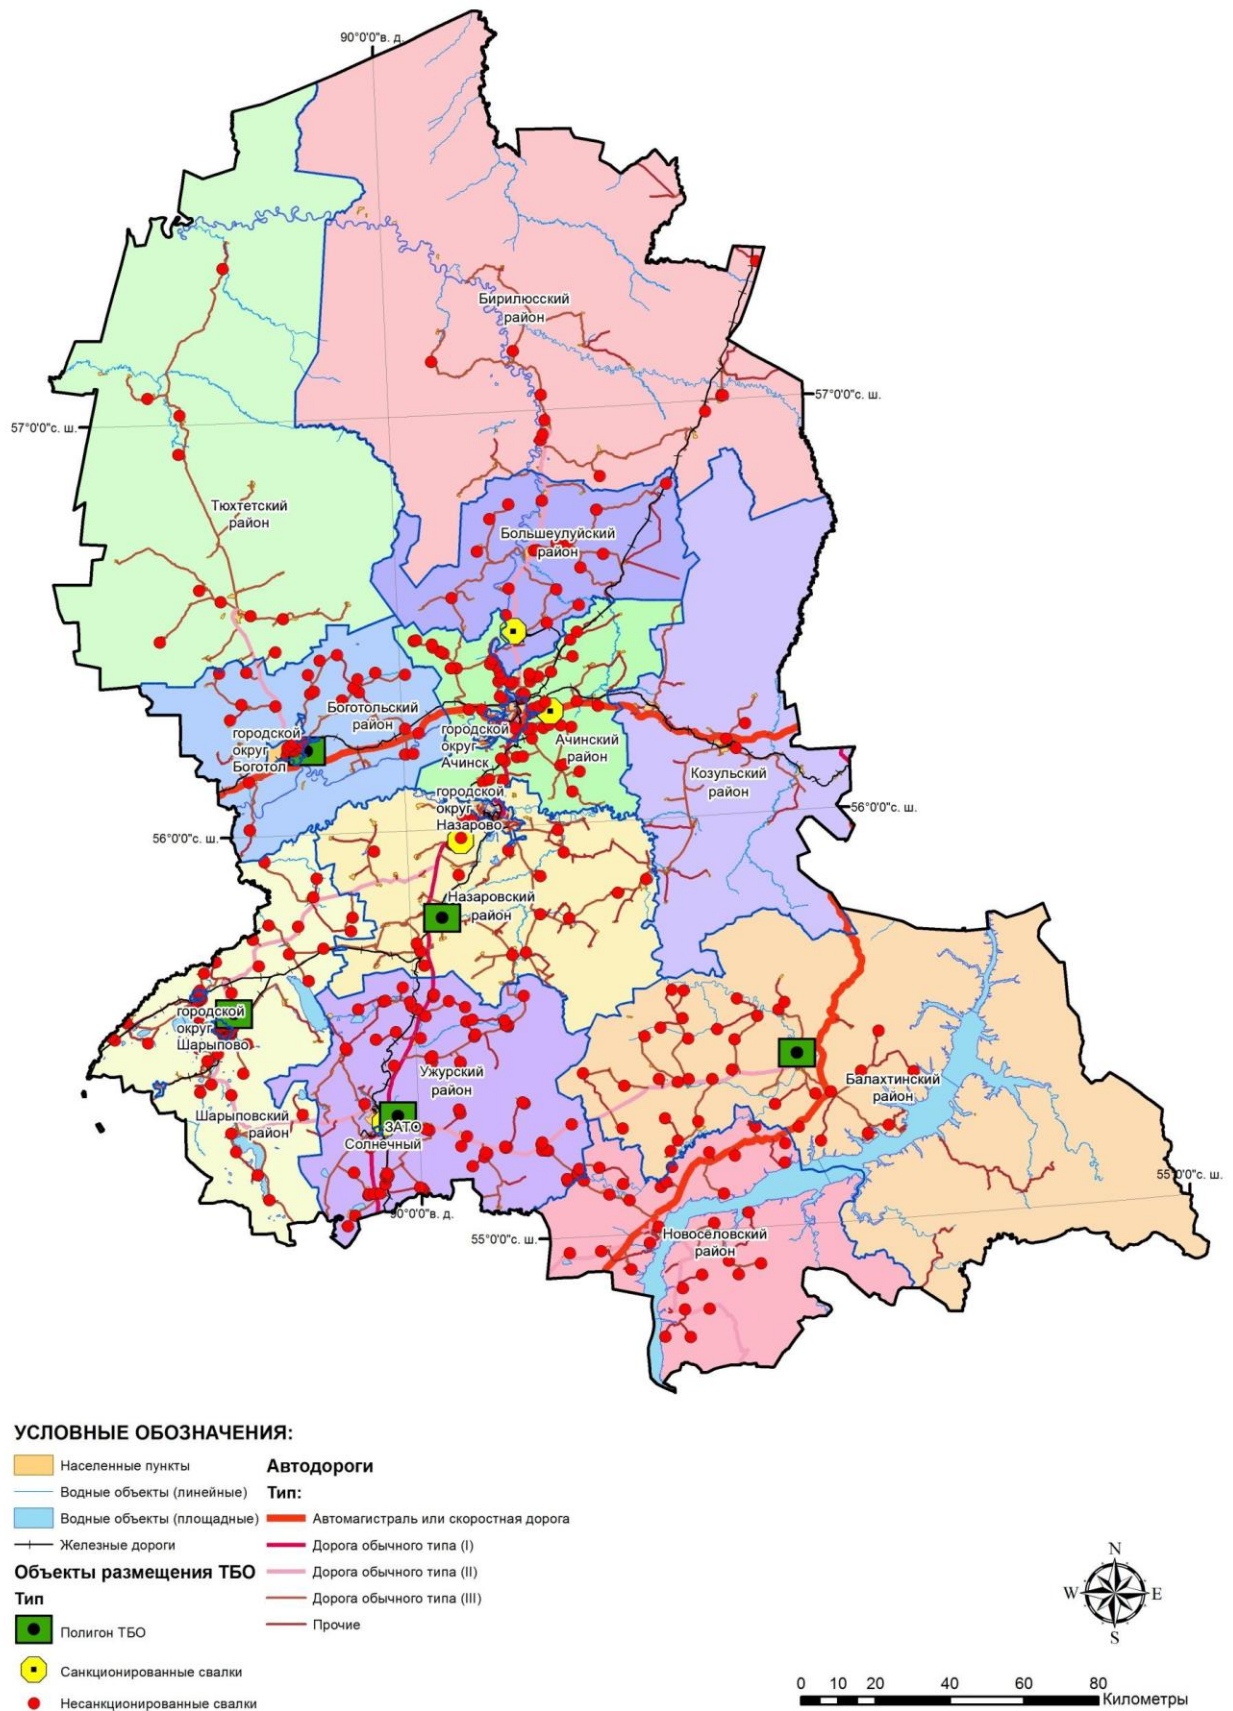 90°0'0"в. д.
Бирилюсский
район
57°0'0"с. ш.
57°0'0"с. ш.
Тюхтетский
район
Большеулуйский
район
Боготольский
район
городской
округ
Боготол
городской
округ
Ачинск
Ачинский
район
Козульский
район
городской
округ
Назарово
56°0'0"с. ш.
56°0'0"с. ш.
Назаровский
район
городской
округ
Шарыпово
Ужурский
район
Балахтинский
район
Шарыповский
район
ЗАТО
Солнечный
55°0'0"с. ш.
90°0'0"в. д.
55°0'0"с. ш.
Новосёловский
район
УСЛОВНЫЕ ОБОЗНАЧЕНИЯ:
Населенные пункты
Водные объекты (линейные)
Водные объекты (площадные)
Железные дороги
Объекты размещения ТБО
Тип
Полигон ТБО
Санкционированные свалки
Несанкционированные свалки
Автодороги
Тип:
Автомагистраль или скоростная дорога
Дорога обычного типа (I)
Дорога обычного типа (II)
Дорога обычного типа (III)
Прочие
N
W E
S
0 10 20 40 60 80
Километры